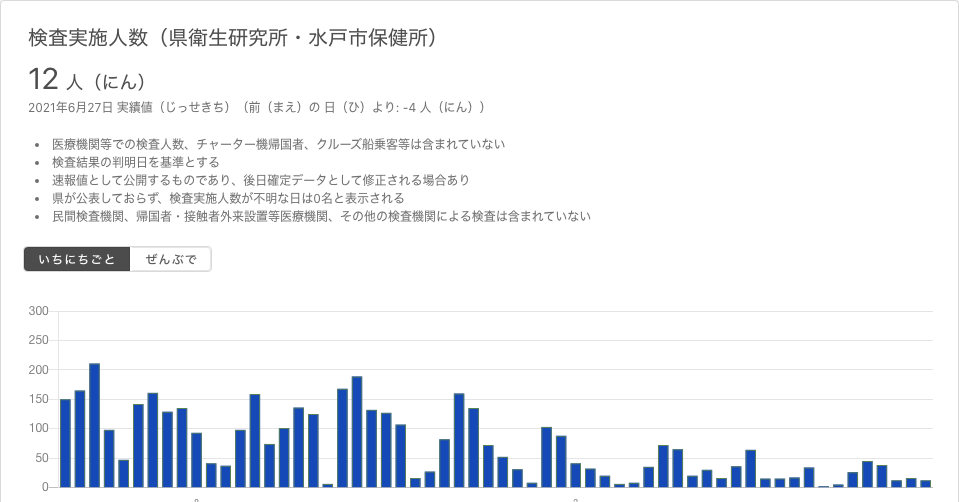 検査実施人数（県衛生研究所・水戸市保健所）
12 人（にん）
2021年6月27日 実績値（じっせきち）（前（まえ）の 日（ひ）より: -4 人（にん））
• 医療機関等での検査人数、チャーター機帰国者、クルーズ船乗客等は含まれていない
• 検査結果の判明日を基準とする
• 速報値として公開するものであり、後日確定データとして修正される場合あり
• 県が公表しておらず、検査実施人数が不明な日は0名と表示される
• 民間検査機関、帰国者・接触者外来設置等医療機関、その他の検査機関による検査は含まれていない
いちにちごと ぜんぶで
300
250
200
150
100
50
0